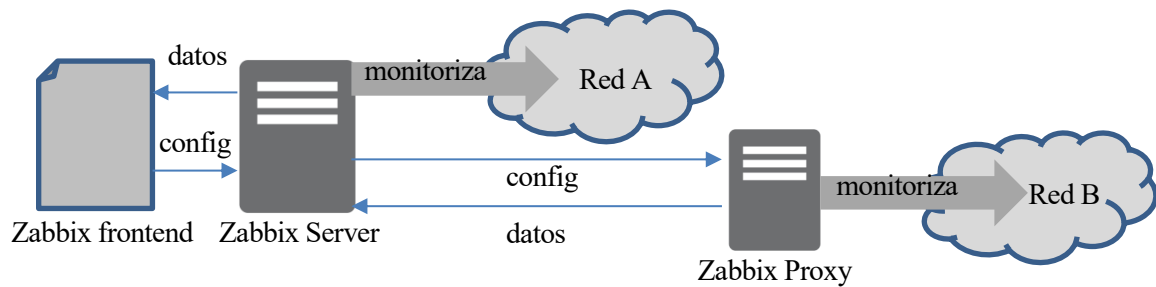 datos
monitoriza
Red A
config
config
monitoriza
Red B
Zabbix frontend
Zabbix Server
datos
Zabbix Proxy